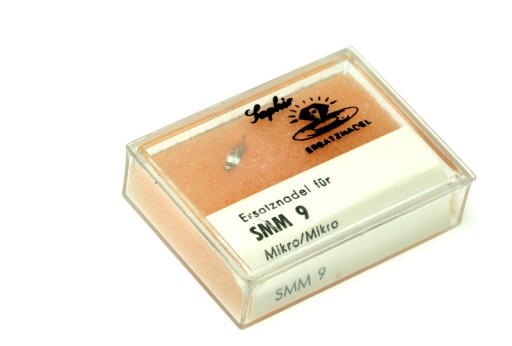 Saphir
ERSATZNADEL
Ersatznadel für
SMM 9
Mikro/Mikro
SMM 9